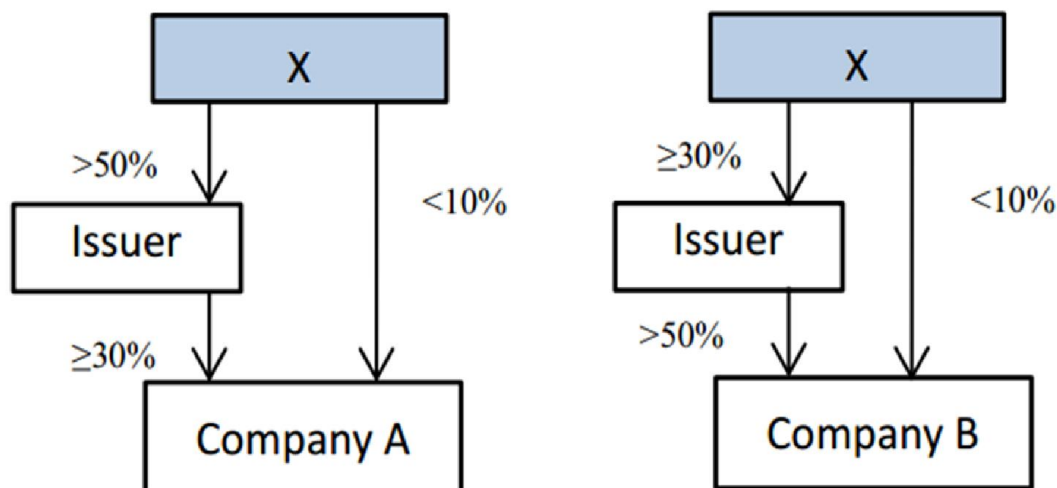 X
>50%
<10%
Issuer
≥30%
Company A
X
≥30%
<10%
Issuer
>50%
Company B